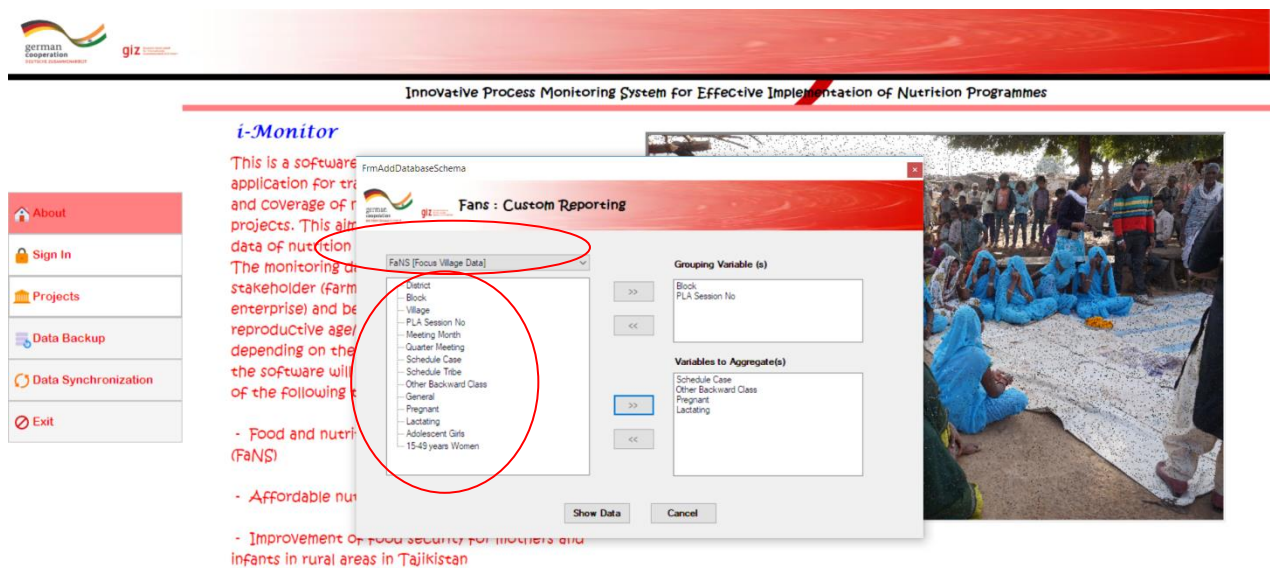 german
cooperation
DEUTSCHE ZUSAMMENARBEIT
giz
Innovative Process Monitoring System for Effective Implementation of Nutrition Programmes
About
Sign In
Projects
Data Backup
Data Synchronization
Exit
i-Monitor
This is a software
application for tra
and coverage of r
projects. This aim
data of nutrition
The monitoring d
stakeholder (farm
enterprise) and be
reproductive age/
depending on the
the software will
of the following
- Food and nutri
(FaNS)
- Affordable nu
- Improvement of food security for mothers and
infants in rural areas in Tajikistan
FrmAddDatabaseSchema
german
cooperation
giz
Fans : Custom Reporting
FaNS [Focus Village Data]
District
Block
Village
PLA Session No
Meeting Month
Quarter Meeting
Schedule Case
Schedule Tribe
Other Backward Class
General
Pregnant
Lactating
Adolescent Girls
15-49 years Women
>>
<<
>>
<<
Grouping Variable (s)
Block
PLA Session No
Variables to Aggregate(s)
Schedule Case
Other Backward Class
Pregnant
Lactating
Show Data
Cancel